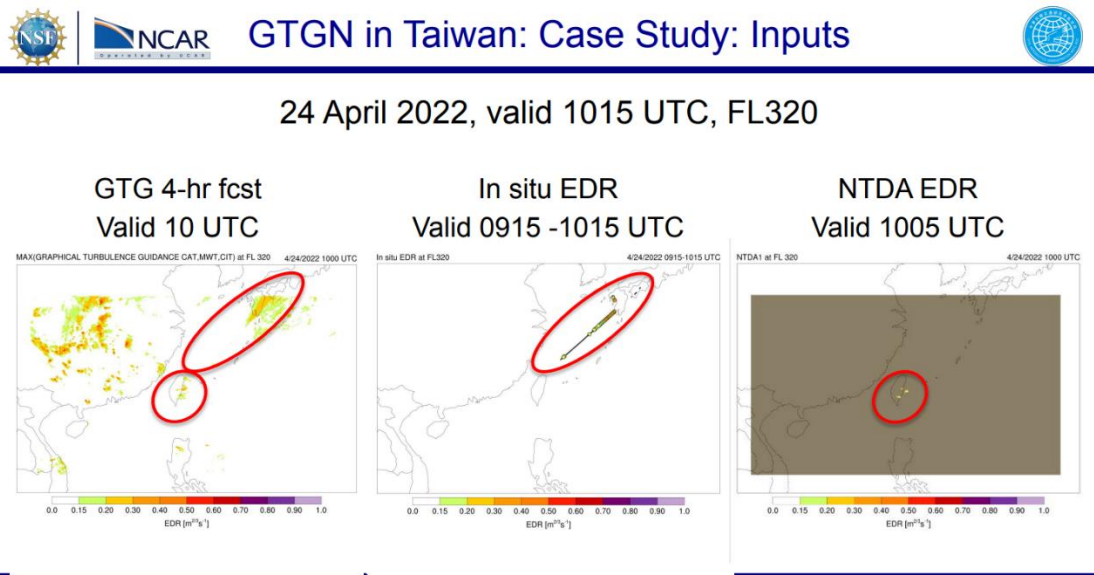 NSF
NCAR
Operated by UCAR
GTGN in Taiwan: Case Study: Inputs
24 April 2022, valid 1015 UTC, FL320
GTG 4-hr fcst
Valid 10 UTC
MAX(GRAPHICAL TURBULENCE GUIDANCE CAT,MWT,CIT) at FL 320 4/24/2022 1000 UTC
0.0 0.15 0.20 0.30 0.40 0.50 0.60 0.70 0.80 0.90 1.0
EDR [m²ᐟ³s⁻¹]
In situ EDR
Valid 0915 -1015 UTC
In situ EDR at FL320 4/24/2022 0915-1015 UTC
0.0 0.15 0.20 0.30 0.40 0.50 0.60 0.70 0.80 0.90 1.0
EDR [m²ᐟ³s⁻¹]
NTDA EDR
Valid 1005 UTC
NTDA1 at FL 320 4/24/2022 1000 UTC
0.0 0.15 0.20 0.30 0.40 0.50 0.60 0.70 0.80 0.90 1.0
EDR [m²ᐟ³s⁻¹]